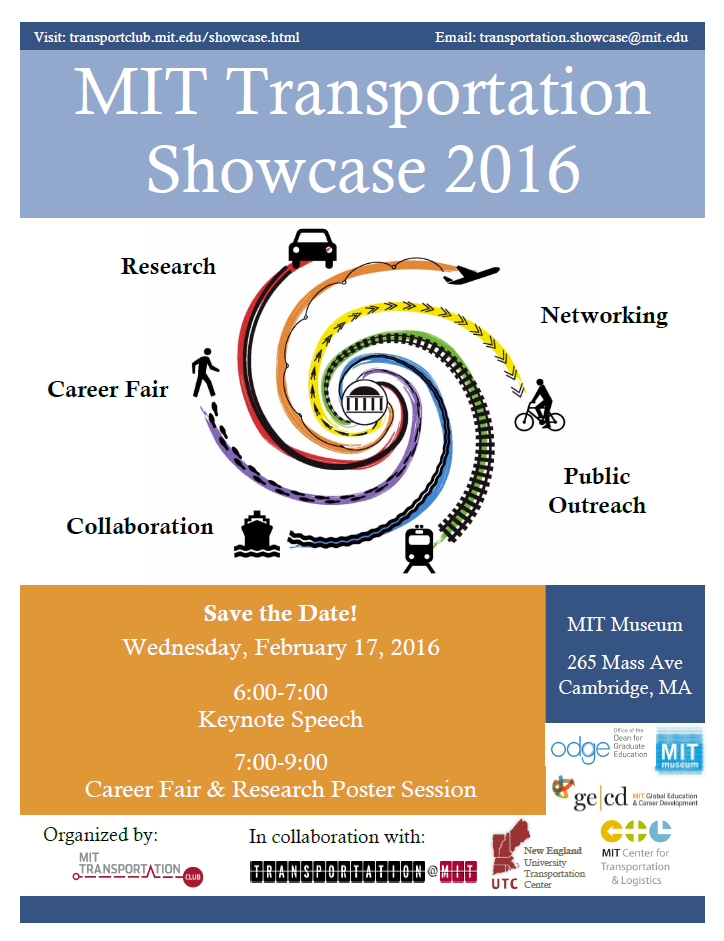 Visit: transportclub.mit.edu/showcase.html
Email: transportation.showcase@mit.edu
MIT Transportation
Showcase 2016
Research
Networking
Career Fair
Public
Outreach
Collaboration
Save the Date!
Wednesday, February 17, 2016
6:00-7:00
Keynote Speech
7:00-9:00
Career Fair & Research Poster Session
MIT Museum
265 Mass Ave
Cambridge, MA
odge
Office of the
Dean for
Graduate
Education
MIT
museum
ge|cd
MIT Global Education
& Career Development
Organized by:
MIT
TRANSPORTATION
CLUB
In collaboration with:
TRANSPORTATION@MIT
UTC
New England
University
Transportation
Center
CTL
MIT Center for
Transportation
& Logistics